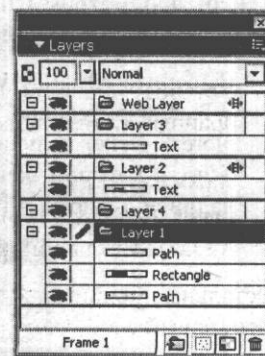 Layers
100 Normal
Web Layer
Layer 3
Text
Layer 2
Text
Layer 4
Layer 1
Path
Rectangle
Path
Frame 1